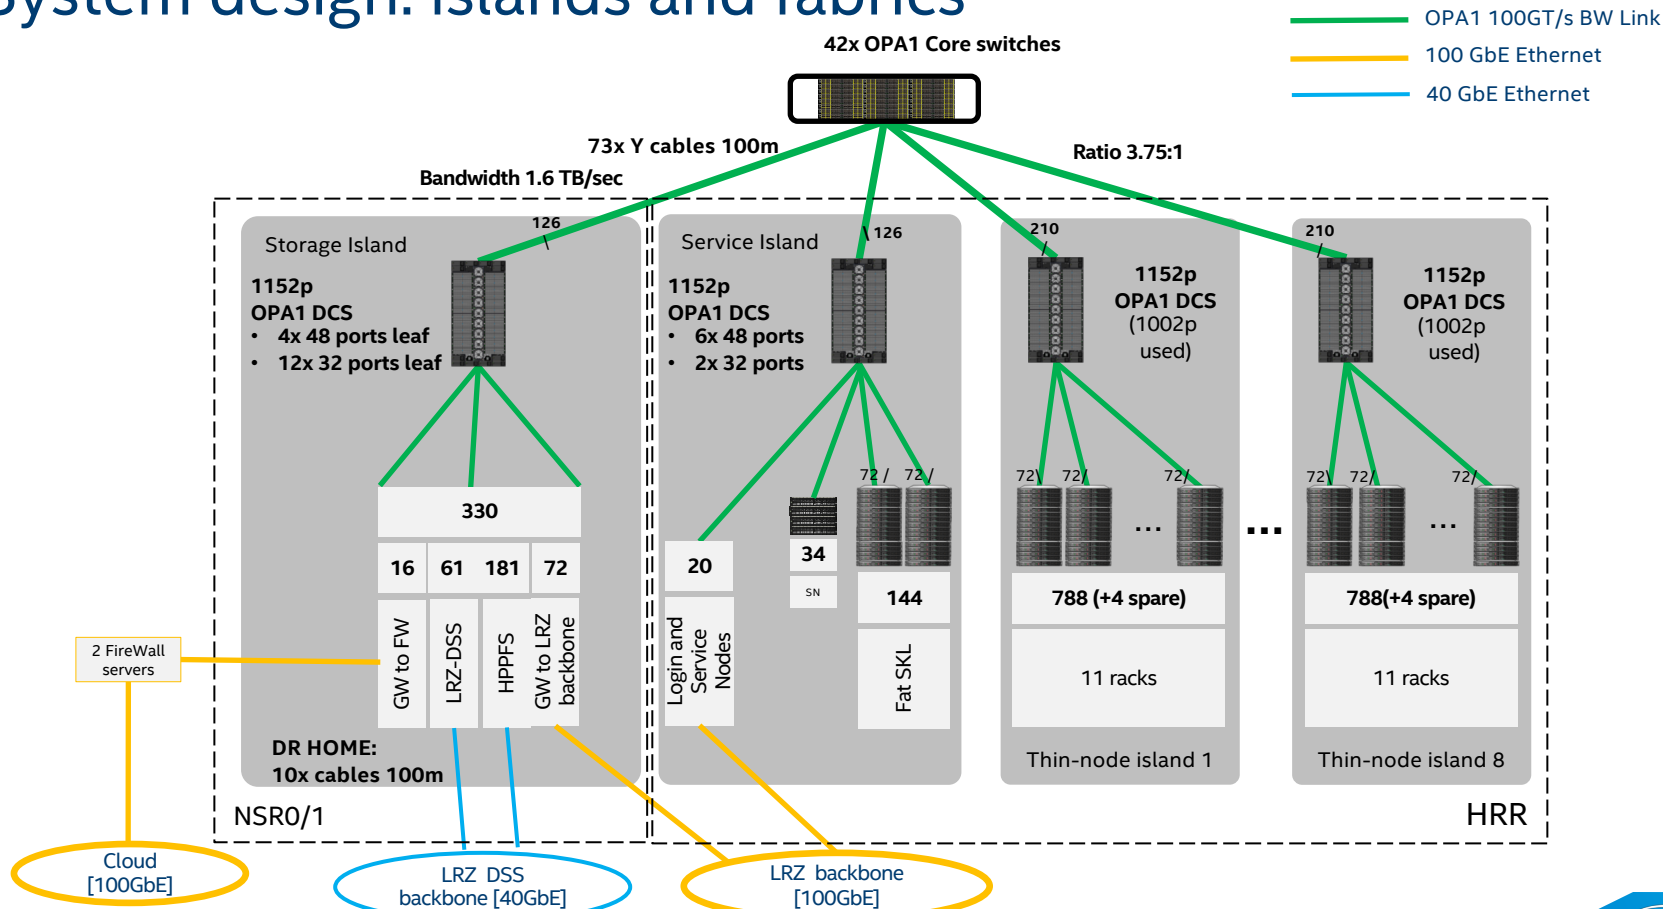 System design: islands and fabrics
OPA1 100GT/s BW Link
100 GbE Ethernet
40 GbE Ethernet
42x OPA1 Core switches
73x Y cables 100m
Bandwidth 1.6 TB/sec
Ratio 3.75:1
Storage Island
126
1152p
OPA1 DCS
• 4x 48 ports leaf
• 12x 32 ports leaf
330
16
61
181
72
GW to FW
LRZ-DSS
HPPFS
GW to LRZ
backbone
DR HOME:
10x cables 100m
NSR0/1
2 FireWall
servers
Service Island
\ 126
1152p
OPA1 DCS
• 6x 48 ports
• 2x 32 ports
20
Login and
Service
Nodes
34
SN
72 /
72 /
144
Fat SKL
210
/
1152p
OPA1 DCS
(1002p
used)
72\
72/
72/
...
788 (+4 spare)
11 racks
Thin-node island 1
...
210
/
1152p
OPA1 DCS
(1002p
used)
72\
72/
72/
...
788(+4 spare)
11 racks
Thin-node island 8
HRR
Cloud
[100GbE]
LRZ DSS
backbone [40GbE]
LRZ backbone
[100GbE]